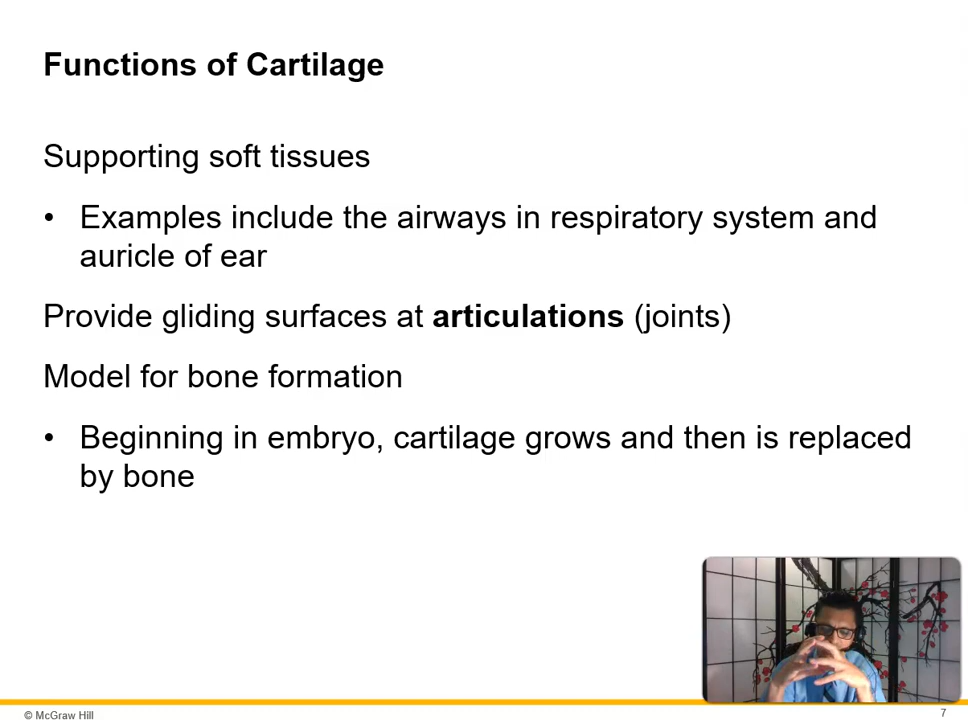 Functions of Cartilage
Supporting soft tissues
• Examples include the airways in respiratory system and
auricle of ear
Provide gliding surfaces at articulations (joints)
Model for bone formation
• Beginning in embryo, cartilage grows and then is replaced
by bone
© McGraw Hill
7